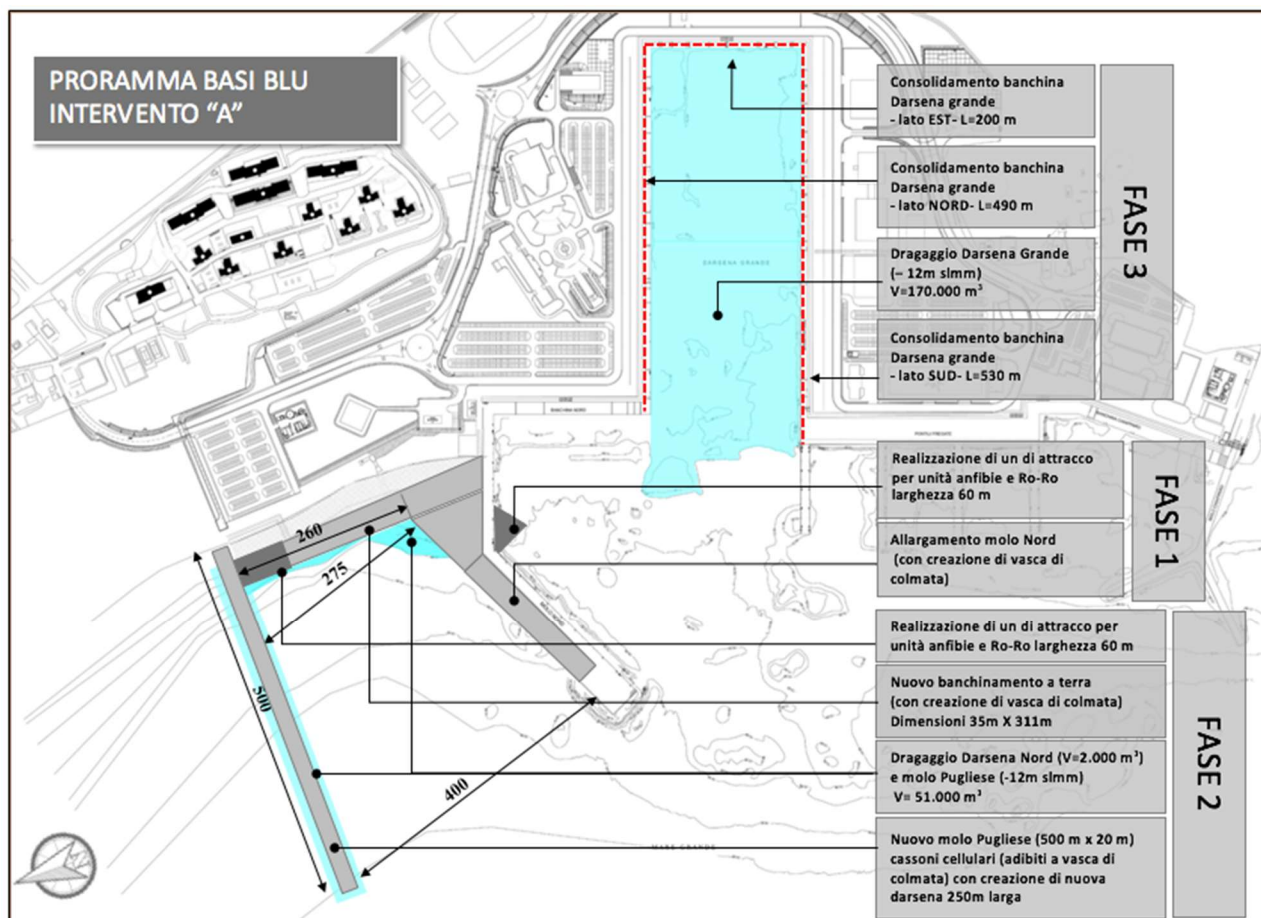 PRORAMMA BASI BLU
INTERVENTO “A”
Consolidamento banchina
Darsena grande
- lato EST- L=200 m
Consolidamento banchina
Darsena grande
- lato NORD- L=490 m
Dragaggio Darsena Grande
(– 12m slmm)
V=170.000 m³
Consolidamento banchina
Darsena grande
- lato SUD- L=530 m
FASE 3
DARSENA GRANDE
BANCHINA NORD
Realizzazione di un di attracco
per unità anfibie e Ro-Ro
larghezza 60 m
Allargamento molo Nord
(con creazione di vasca di
colmata)
FASE 1
Realizzazione di un di attracco per
unità anfibie e Ro-Ro larghezza 60 m
Nuovo banchinamento a terra
(con creazione di vasca di colmata)
Dimensioni 35m X 311m
Dragaggio Darsena Nord (V=2.000 m³)
e molo Pugliese (-12m slmm)
V= 51.000 m³
Nuovo molo Pugliese (500 m x 20 m)
cassoni cellulari (adibiti a vasca di
colmata) con creazione di nuova
darsena 250m larga
FASE 2
260
275
500
400
MARE GRANDE